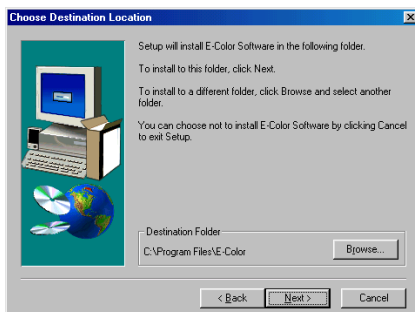 Choose Destination Location
Setup will install E-Color Software in the following folder.
To install to this folder, click Next.
To install to a different folder, click Browse and select another
folder.
You can choose not to install E-Color Software by clicking Cancel
to exit Setup.
Destination Folder
C:\Program Files\E-Color
Browse...
< Back
Next >
Cancel